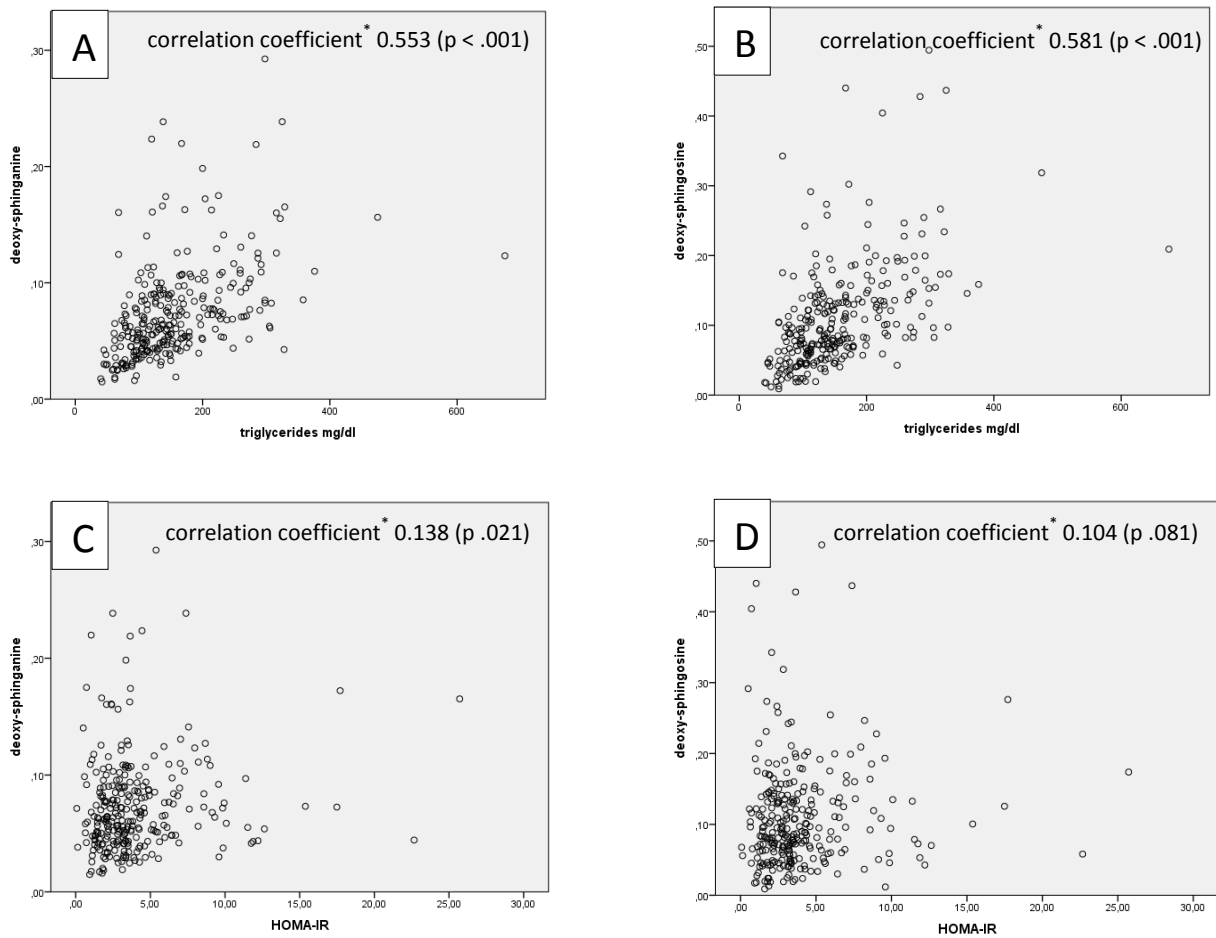 A
correlation coefficient* 0.553 (p < .001)
deoxy-sphinganine
,30
,20
,10
,00
0 200 400 600
triglycerides mg/dl
B
correlation coefficient* 0.581 (p < .001)
deoxy-sphingosine
,50
,40
,30
,20
,10
,00
0 200 400 600
triglycerides mg/dl
C
correlation coefficient* 0.138 (p .021)
deoxy-sphinganine
,30
,20
,10
,00
,00 5,00 10,00 15,00 20,00 25,00 30,00
HOMA-IR
D
correlation coefficient* 0.104 (p .081)
deoxy-sphingosine
,50
,40
,30
,20
,10
,00
,00 5,00 10,00 15,00 20,00 25,00 30,00
HOMA-IR